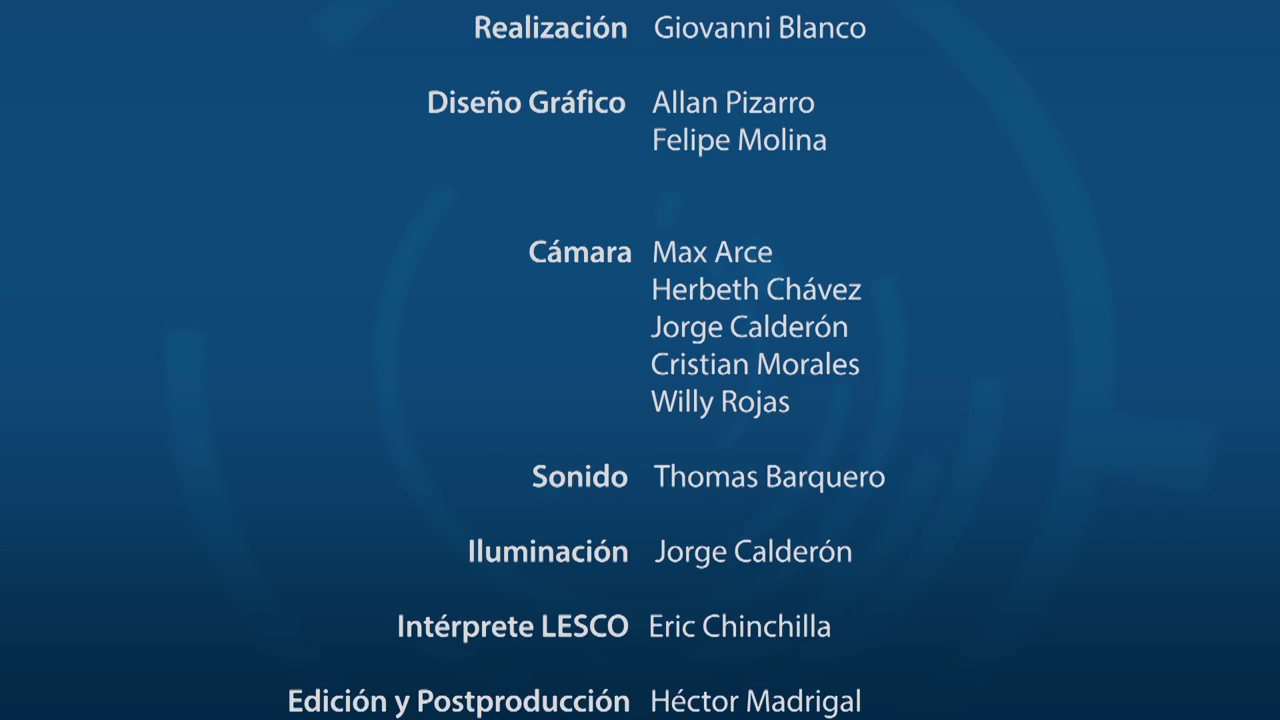 Realización Giovanni Blanco
Diseño Gráfico Allan Pizarro
Felipe Molina
Cámara Max Arce
Herbeth Chávez
Jorge Calderón
Cristian Morales
Willy Rojas
Sonido Thomas Barquero
Iluminación Jorge Calderón
Intérprete LESCO Eric Chinchilla
Edición y Postproducción Héctor Madrigal